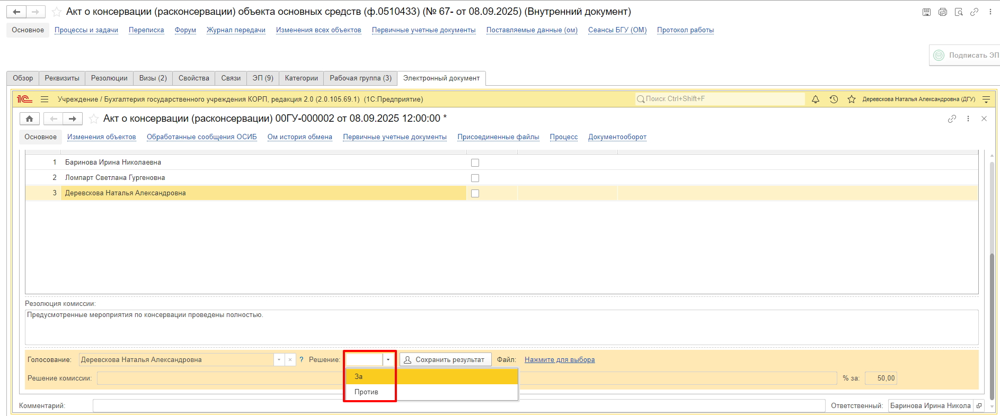 Акт о консервации (расконсервации) объекта основных средств (ф.0510433) (№ 67- от 08.09.2025) (Внутренний документ)
Основное Процессы и задачи Переписка Форум Журнал передачи Изменения всех объектов Первичные учетные документы Поставляемые данные (ом) Сеансы БГУ (ОМ) Протокол работы
Подписать ЭП
Обзор Реквизиты Резолюции Визы (2) Свойства Связи ЭП (9) Категории Рабочая группа (3) Электронный документ
1С Учреждение / Бухгалтерия государственного учреждения КОРП, редакция 2.0 (2.0.105.69.1) (1С:Предприятие) Поиск Ctrl+Shift+F Деревскова Наталья Александровна (ДГУ)
Акт о консервации (расконсервации) 00ГУ-000002 от 08.09.2025 12:00:00 *
Основное Изменения объектов Обработанные сообщения ОСИБ Ом история обмена Первичные учетные документы Присоединенные файлы Процесс Документооборот
1 Баринова Ирина Николаевна
2 Ломпарт Светлана Гургеновна
3 Деревскова Наталья Александровна
Резолюция комиссии:
Предусмотренные мероприятия по консервации проведены полностью.
Голосование: Деревскова Наталья Александровна ? Решение: Сохранить результат Файл: Нажмите для выбора
Решение комиссии: % за: 50,00
За
Против
Комментарий: Ответственный: Баринова Ирина Никола